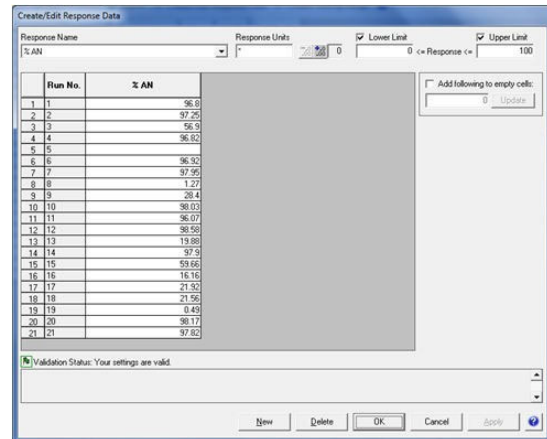 Create/Edit Response Data
Response Name Response Units Lower Limit Upper Limit
% AN * 0 0 <= Response <= 100
Run No. % AN
Add following to empty cells:
0 Update
1 1 96.8
2 2 97.25
3 3 56.9
4 4 96.82
5 5
6 6 96.92
7 7 97.95
8 8 1.27
9 9 28.4
10 10 98.03
11 11 96.07
12 12 98.58
13 13 19.88
14 14 97.9
15 15 59.66
16 16 16.16
17 17 21.92
18 18 21.56
19 19 0.49
20 20 98.17
21 21 97.82
Validation Status: Your settings are valid.
New Delete OK Cancel Apply ?